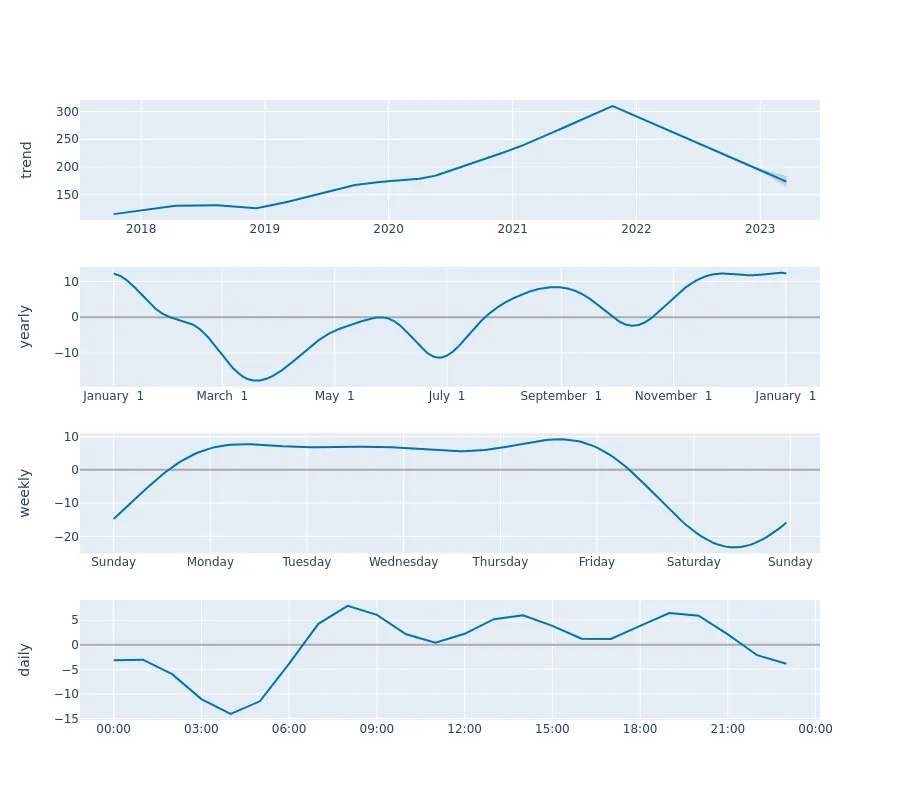 trend
300
250
200
150
2018 2019 2020 2021 2022 2023
yearly
10
0
−10
January 1 March 1 May 1 July 1 September 1 November 1 January 1
weekly
10
0
−10
−20
Sunday Monday Tuesday Wednesday Thursday Friday Saturday Sunday
daily
5
0
−5
−10
−15
00:00 03:00 06:00 09:00 12:00 15:00 18:00 21:00 00:00